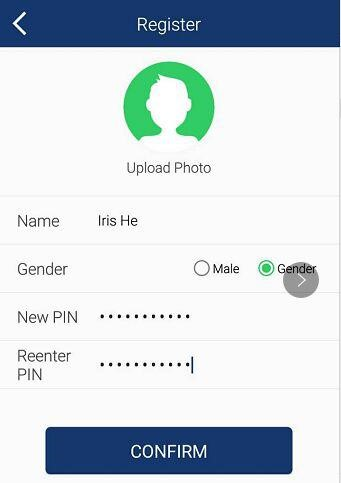 Register
Upload Photo
Name Iris He
Gender Male Gender
New PIN •••••••••••
Reenter
PIN •••••••••••
CONFIRM